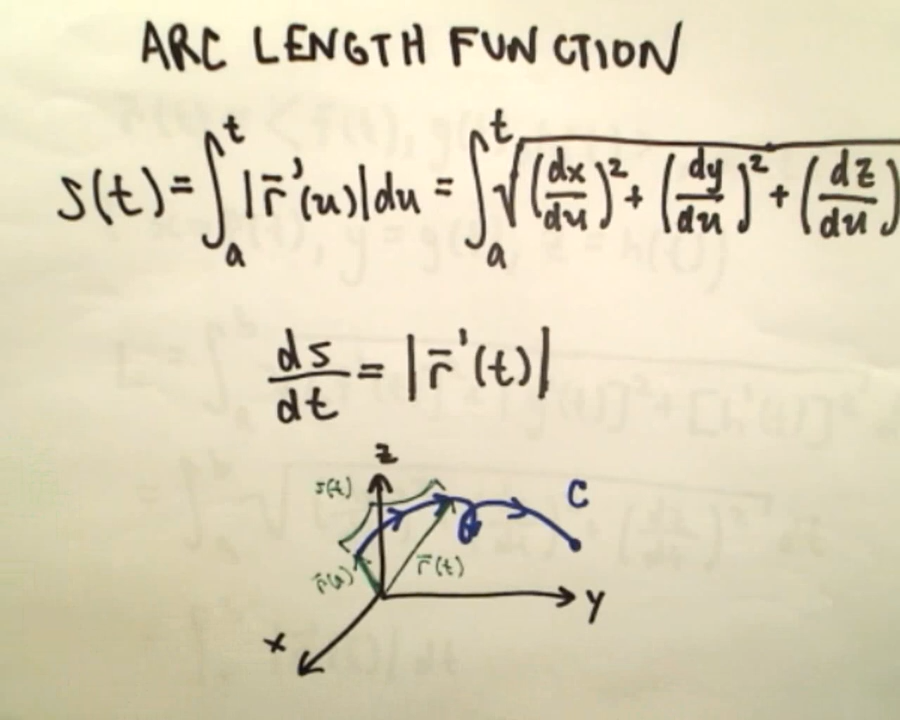 ARC LENGTH FUNCTION
s(t) = ∫ₐᵗ |r̄'(u)| du = ∫ₐᵗ √(dx/du)² + (dy/du)² + (dz/du)
ds/dt = |r̄'(t)|
z
s(t)
C
r̄(a)
r̄(t)
y
x